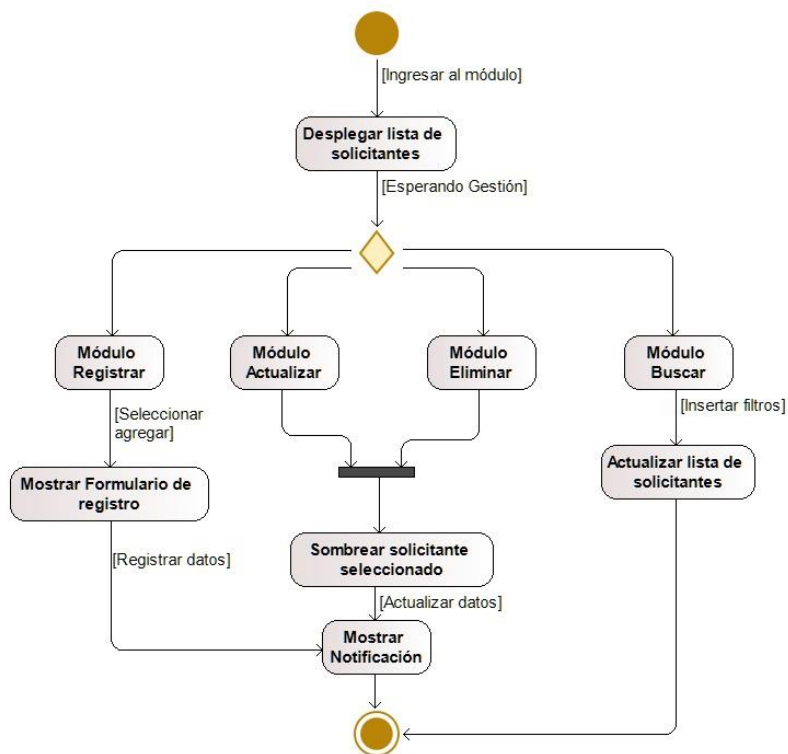 [Ingresar al módulo]
Desplegar lista de
solicitantes
[Esperando Gestión]
Módulo
Registrar
Módulo
Actualizar
Módulo
Eliminar
Módulo
Buscar
[Seleccionar
agregar]
[Insertar filtros]
Mostrar Formulario de
registro
Actualizar lista de
solicitantes
Sombrear solicitante
seleccionado
[Registrar datos]
[Actualizar datos]
Mostrar
Notificación